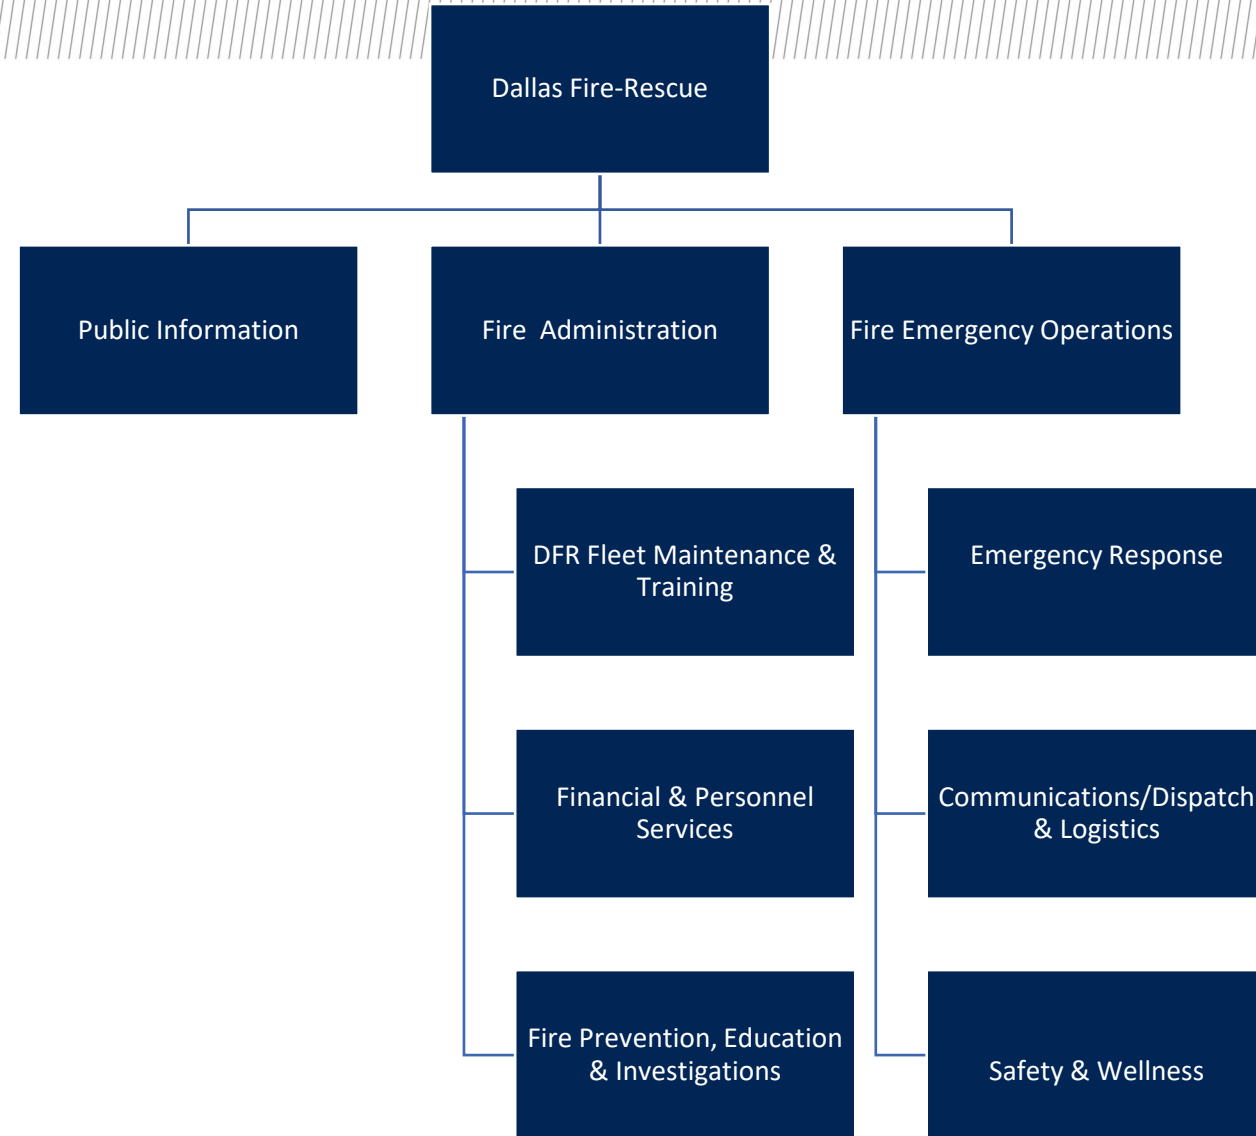 Dallas Fire-Rescue
Public Information
Fire Administration
Fire Emergency Operations
DFR Fleet Maintenance &
Training
Emergency Response
Financial & Personnel
Services
Communications/Dispatch
& Logistics
Fire Prevention, Education
& Investigations
Safety & Wellness